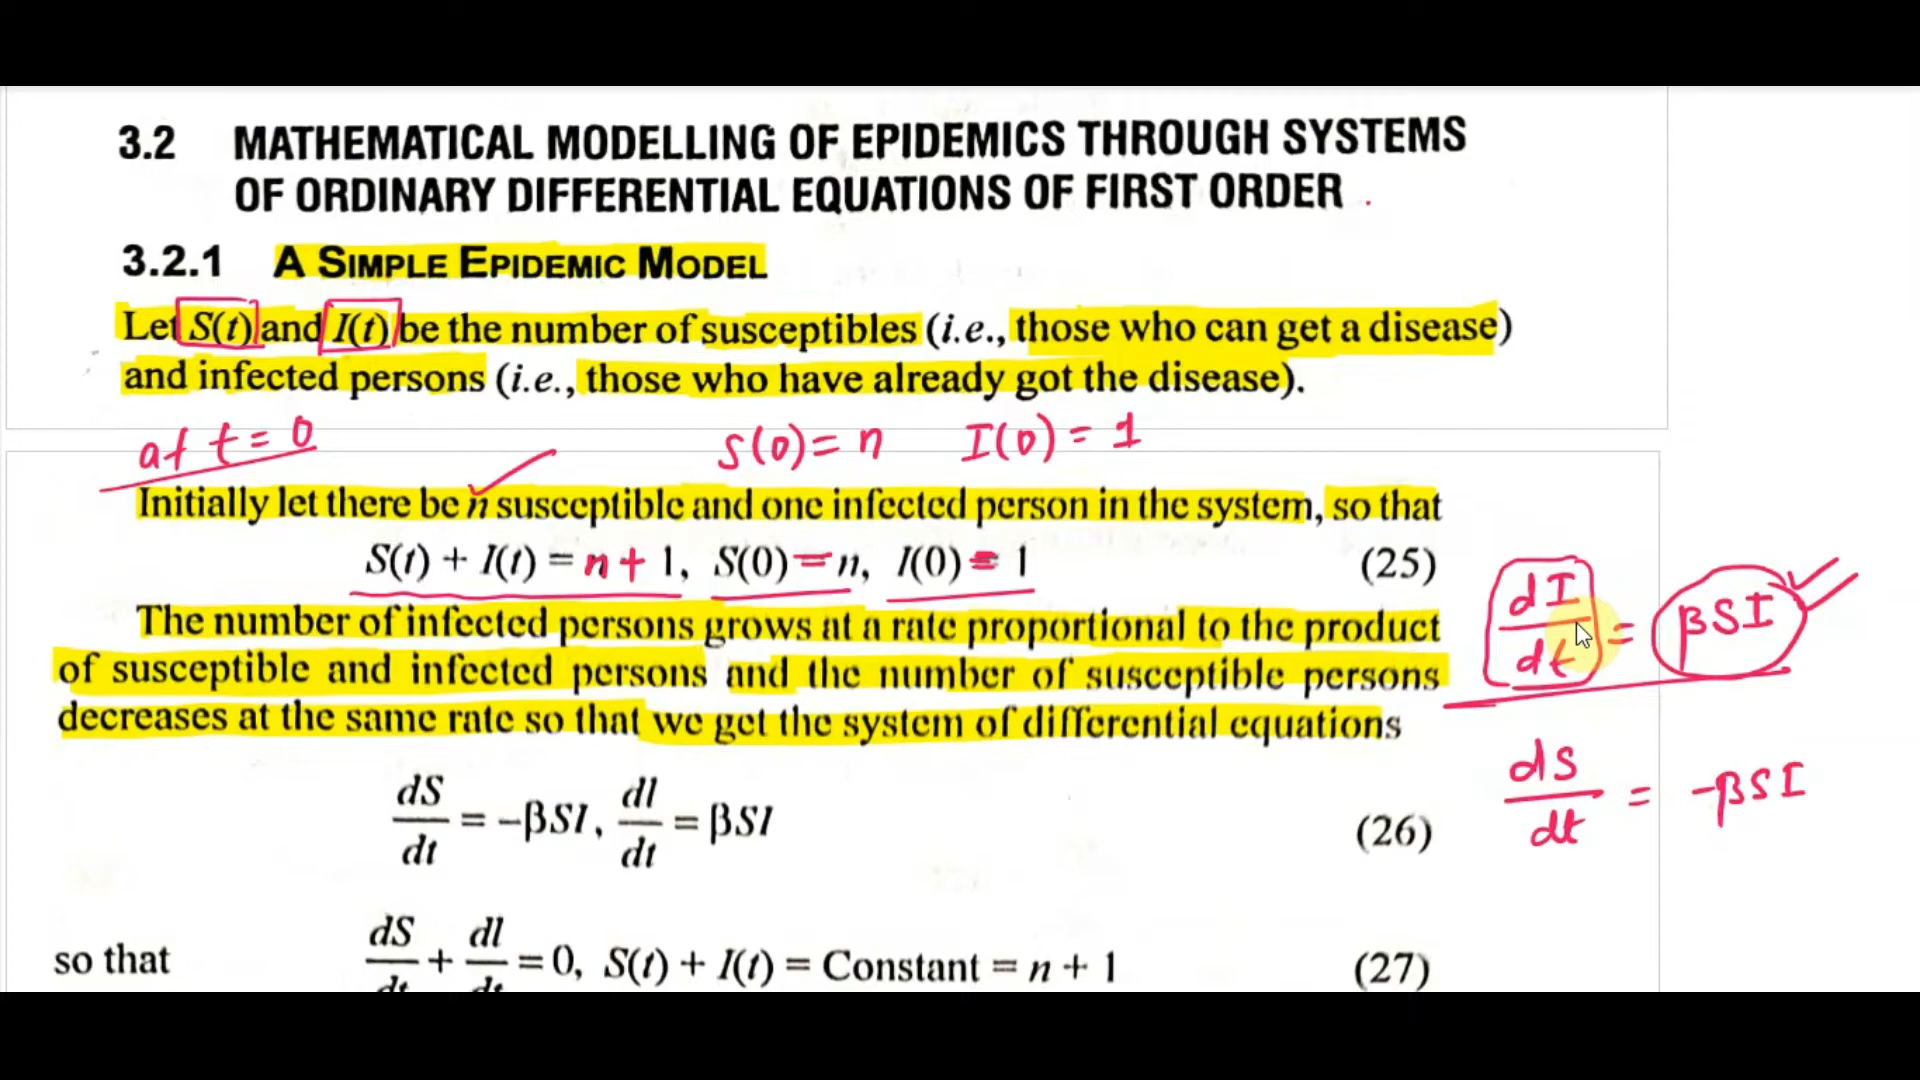 3.2 MATHEMATICAL MODELLING OF EPIDEMICS THROUGH SYSTEMS
OF ORDINARY DIFFERENTIAL EQUATIONS OF FIRST ORDER
3.2.1 A SIMPLE EPIDEMIC MODEL
Let S(t) and I(t) be the number of susceptibles (i.e., those who can get a disease)
and infected persons (i.e., those who have already got the disease).
at t = 0 S(0) = n I(0) = 1
Initially let there be n susceptible and one infected person in the system, so that
S(t) + I(t) = n + 1, S(0) = n, I(0) = 1 (25)
The number of infected persons grows at a rate proportional to the product
of susceptible and infected persons and the number of susceptible persons
decreases at the same rate so that we get the system of differential equations
dI/dt = βSI
dS/dt = -βSI, dI/dt = βSI (26)
dS/dt = -βSI
so that dS/dt + dI/dt = 0, S(t) + I(t) = Constant = n + 1 (27)